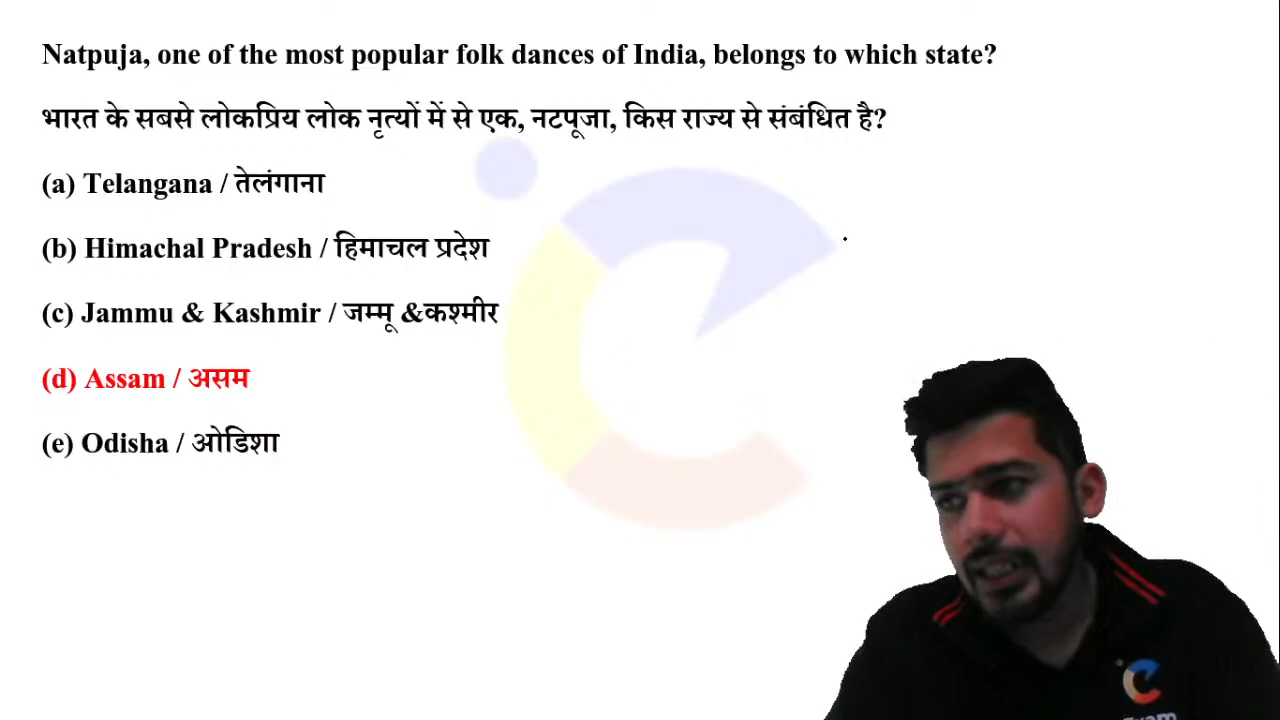 Natpuja, one of the most popular folk dances of India, belongs to which state?
भारत के सबसे लोकप्रिय लोक नृत्यों में से एक, नटपूजा, किस राज्य से संबंधित है?
(a) Telangana / तेलंगाना
(b) Himachal Pradesh / हिमाचल प्रदेश
(c) Jammu & Kashmir / जम्मू &कश्मीर
(d) Assam / असम
(e) Odisha / ओडिशा